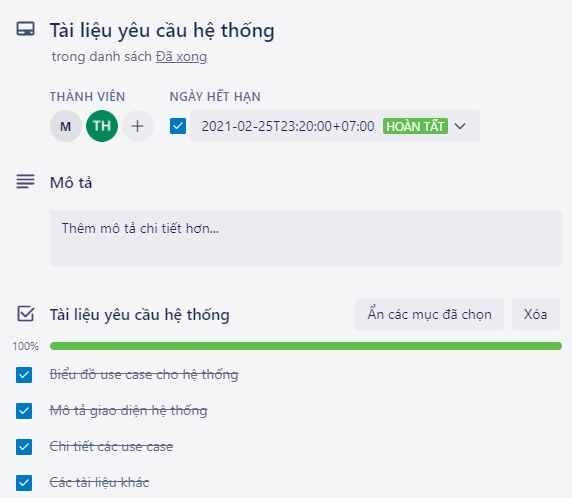 Tài liệu yêu cầu hệ thống
trong danh sách Đã xong
THÀNH VIÊN NGÀY HẾT HẠN
M TH 2021-02-25T23:20:00+07:00 HOÀN TẤT
Mô tả
Thêm mô tả chi tiết hơn...
Tài liệu yêu cầu hệ thống Ẩn các mục đã chọn Xóa
100%
Biểu đồ use case cho hệ thống
Mô tả giao diện hệ thống
Chi tiết các use case
Các tài liệu khác